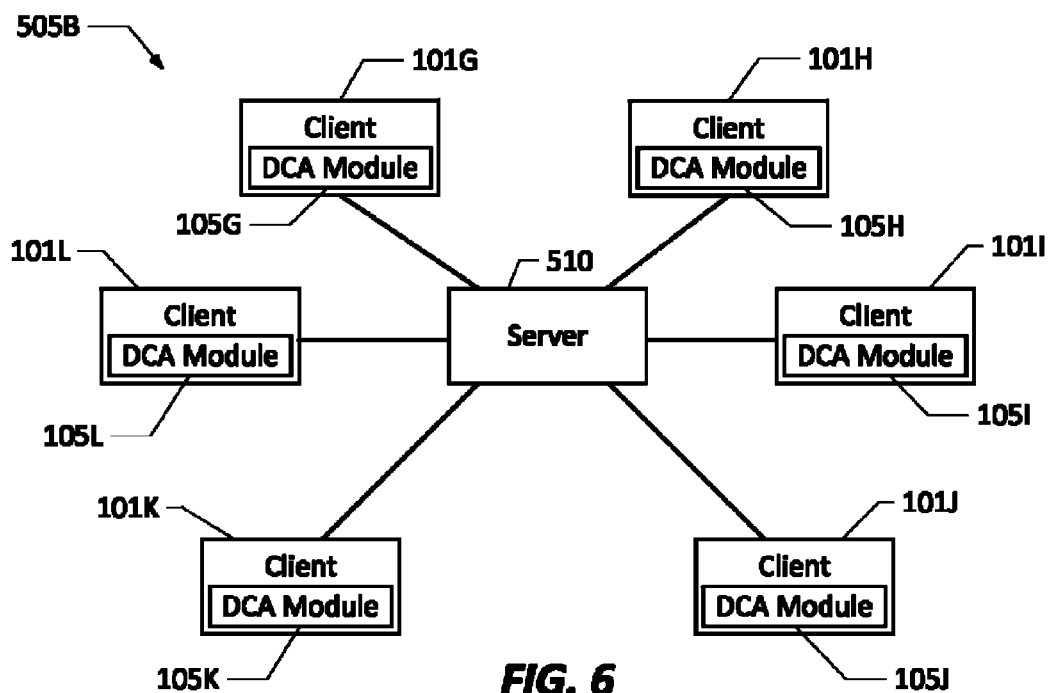 505B
101G
101H
Client
DCA Module
Client
DCA Module
105G
105H
101L
510
101I
Client
DCA Module
Server
Client
DCA Module
105L
105I
101K
101J
Client
DCA Module
Client
DCA Module
105K
FIG. 6
105J